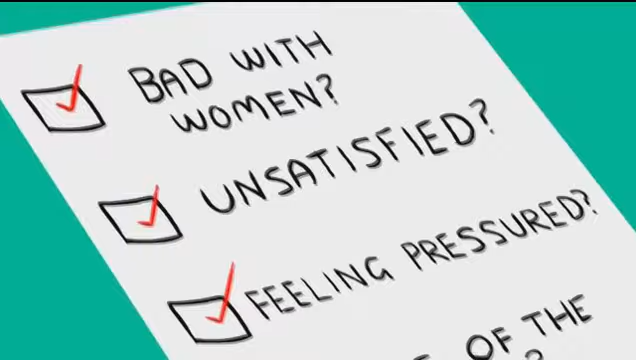 BAD WITH
WOMEN?
UNSATISFIED?
FEELING PRESSURED?
OF THE
?